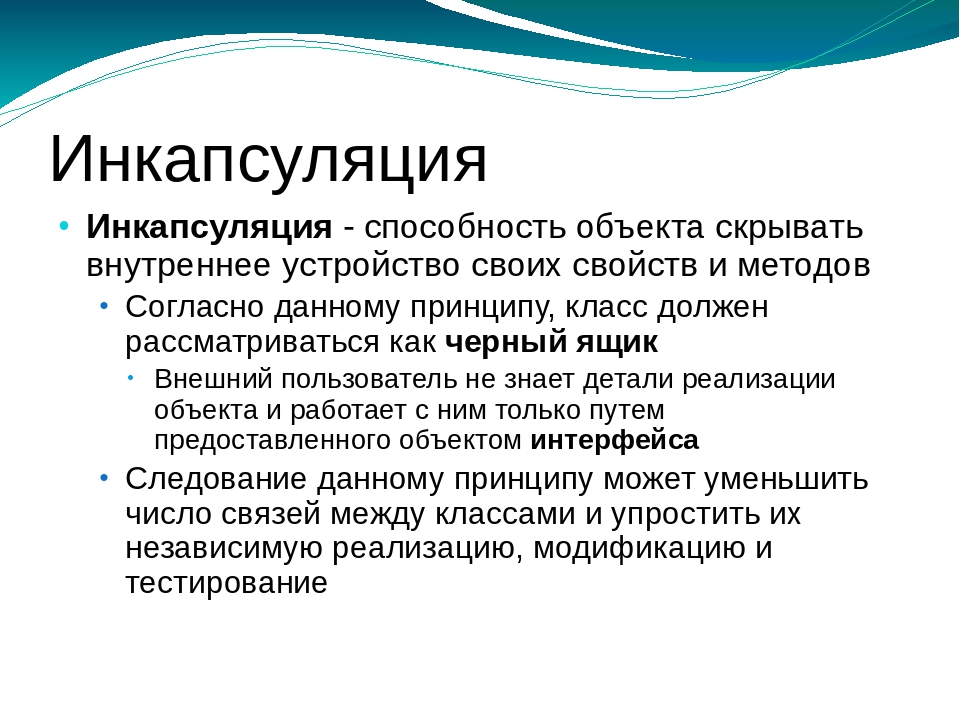 Инкапсуляция
• Инкапсуляция - способность объекта скрывать
внутреннее устройство своих свойств и методов
• Согласно данному принципу, класс должен
рассматриваться как черный ящик
• Внешний пользователь не знает детали реализации
объекта и работает с ним только путем
предоставленного объектом интерфейса
• Следование данному принципу может уменьшить
число связей между классами и упростить их
независимую реализацию, модификацию и
тестирование